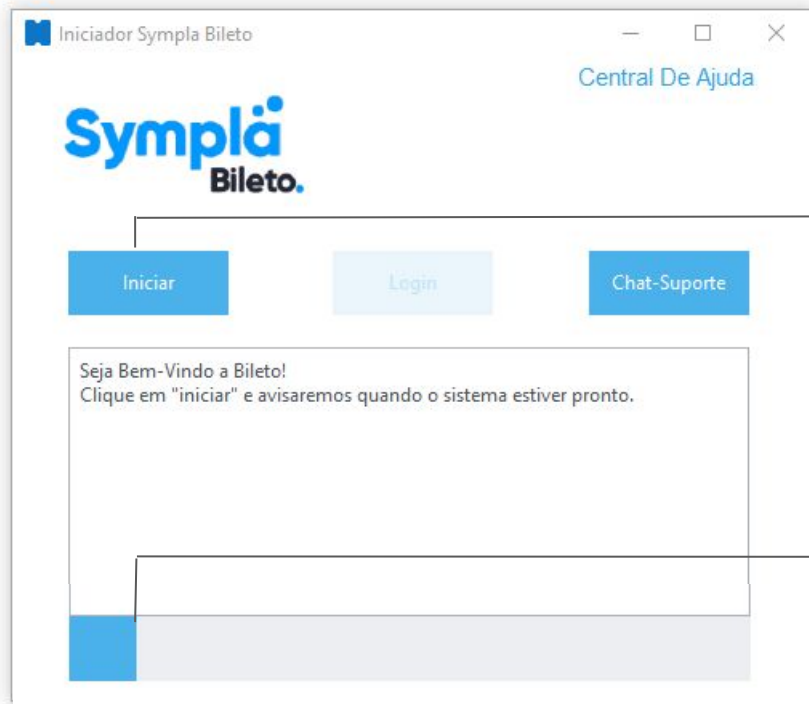 Iniciador Sympla Bileto
Central De Ajuda
Sympla
Bileto.
Iniciar
Login
Chat-Suporte
Seja Bem-Vindo a Bileto!
Clique em "iniciar" e avisaremos quando o sistema estiver pronto.